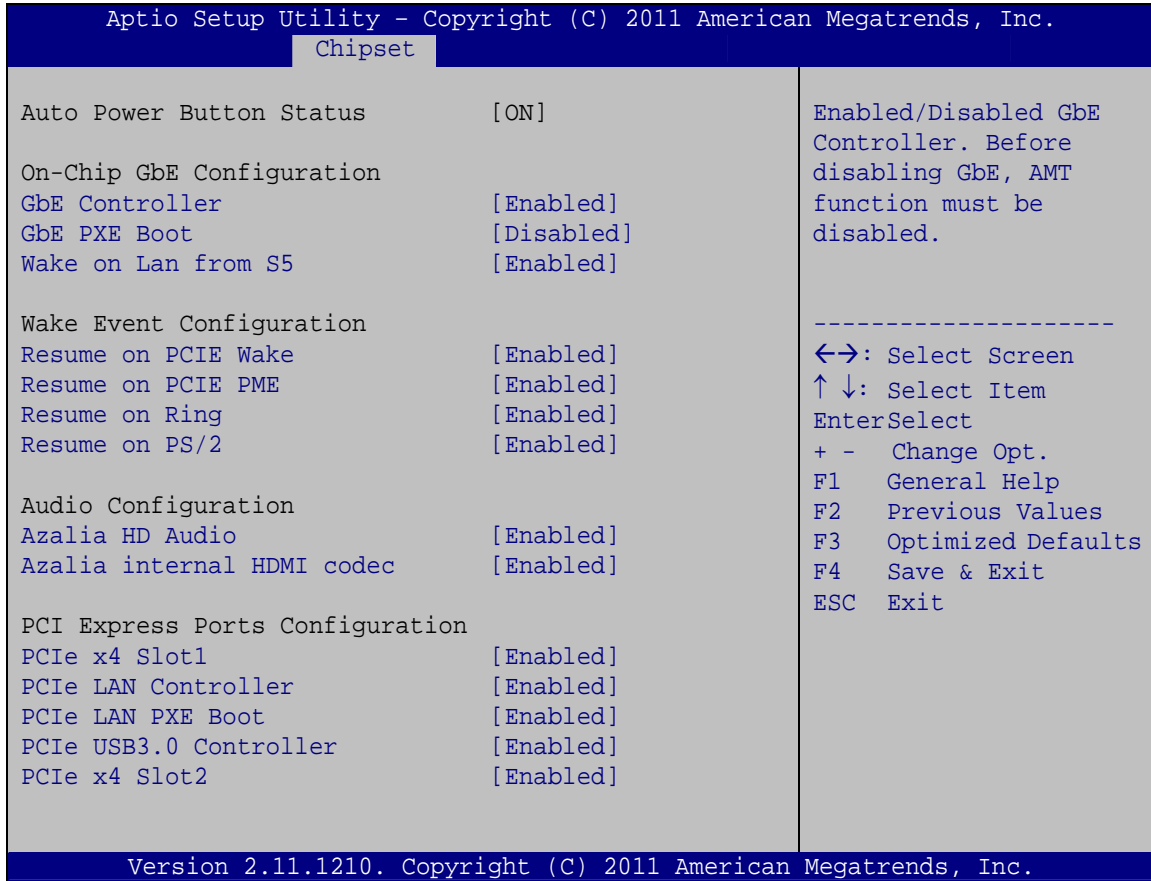 Aptio Setup Utility – Copyright (C) 2011 American Megatrends, Inc.
Chipset
Auto Power Button Status [ON]
On-Chip GbE Configuration
GbE Controller [Enabled]
GbE PXE Boot [Disabled]
Wake on Lan from S5 [Enabled]
Wake Event Configuration
Resume on PCIE Wake [Enabled]
Resume on PCIE PME [Enabled]
Resume on Ring [Enabled]
Resume on PS/2 [Enabled]
Audio Configuration
Azalia HD Audio [Enabled]
Azalia internal HDMI codec [Enabled]
PCI Express Ports Configuration
PCIe x4 Slot1 [Enabled]
PCIe LAN Controller [Enabled]
PCIe LAN PXE Boot [Enabled]
PCIe USB3.0 Controller [Enabled]
PCIe x4 Slot2 [Enabled]
Enabled/Disabled GbE
Controller. Before
disabling GbE, AMT
function must be
disabled.
---------------------
←→: Select Screen
↑ ↓: Select Item
EnterSelect
+ - Change Opt.
F1 General Help
F2 Previous Values
F3 Optimized Defaults
F4 Save & Exit
ESC Exit
Version 2.11.1210. Copyright (C) 2011 American Megatrends, Inc.